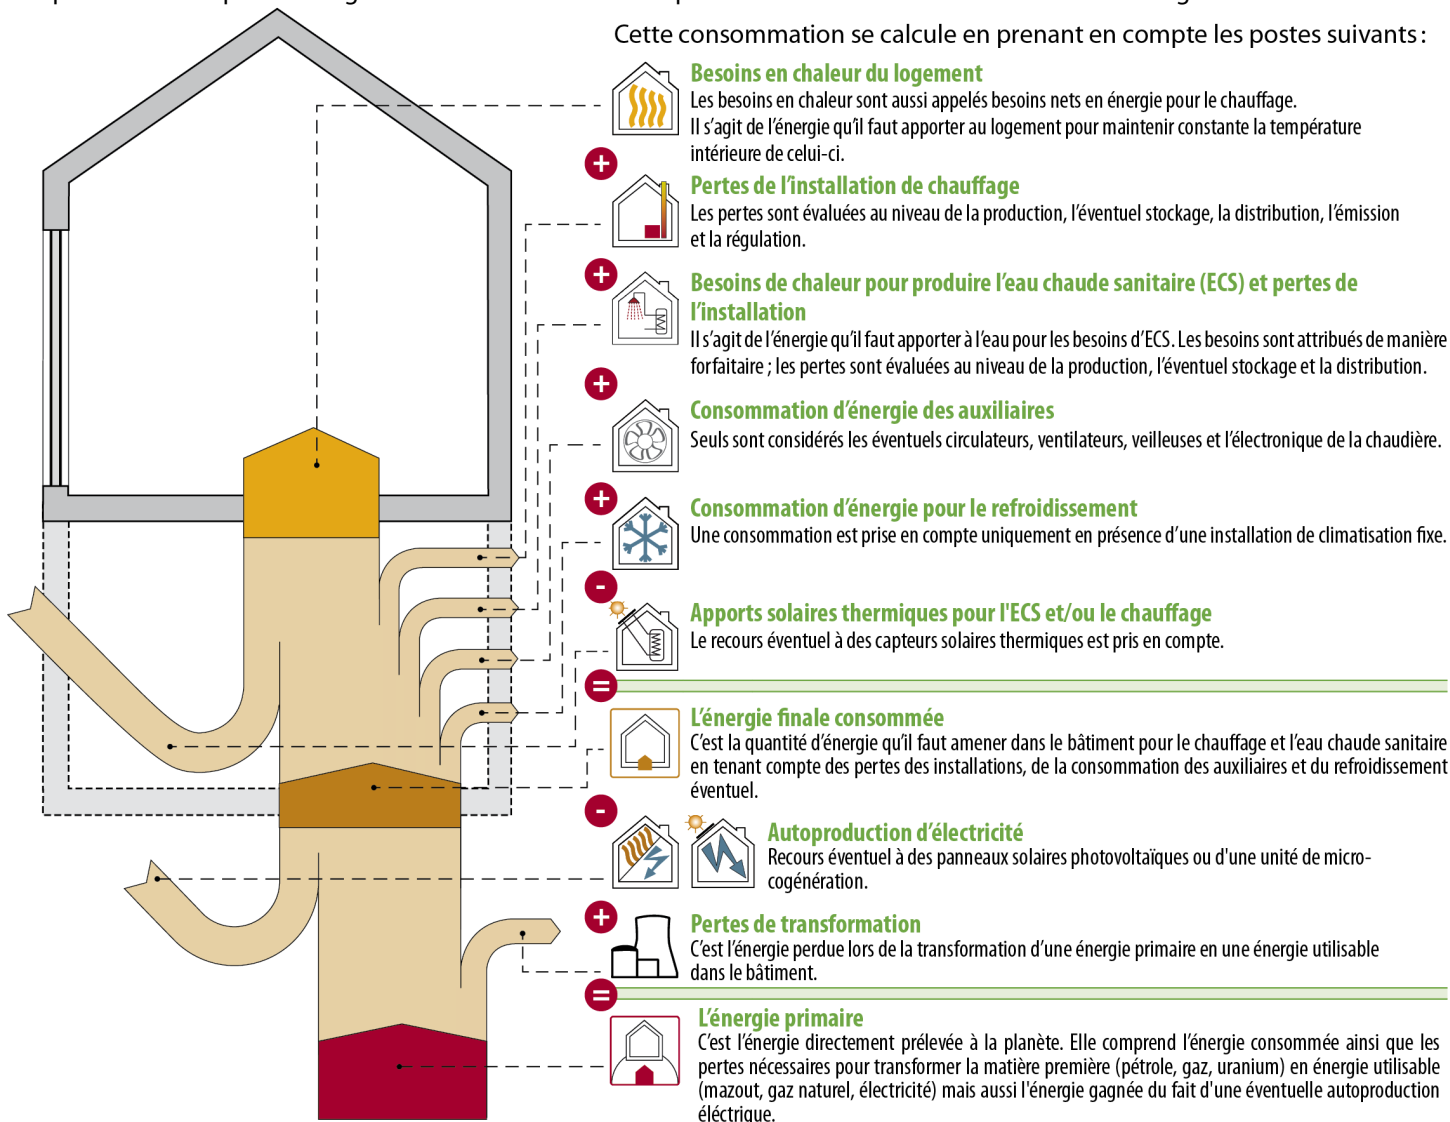 Cette consommation se calcule en prenant en compte les postes suivants :
Besoins en chaleur du logement
Les besoins en chaleur sont aussi appelés besoins nets en énergie pour le chauffage.
Il s’agit de l’énergie qu’il faut apporter au logement pour maintenir constante la température
intérieure de celui-ci.
+
Pertes de l’installation de chauffage
Les pertes sont évaluées au niveau de la production, l’éventuel stockage, la distribution, l’émission
et la régulation.
+
Besoins de chaleur pour produire l’eau chaude sanitaire (ECS) et pertes de
l’installation
Il s’agit de l’énergie qu’il faut apporter à l’eau pour les besoins d’ECS. Les besoins sont attribués de manière
forfaitaire ; les pertes sont évaluées au niveau de la production, l’éventuel stockage et la distribution.
+
Consommation d’énergie des auxiliaires
Seuls sont considérés les éventuels circulateurs, ventilateurs, veilleuses et l’électronique de la chaudière.
+
Consommation d’énergie pour le refroidissement
Une consommation est prise en compte uniquement en présence d’une installation de climatisation fixe.
-
Apports solaires thermiques pour l'ECS et/ou le chauffage
Le recours éventuel à des capteurs solaires thermiques est pris en compte.
=
L’énergie finale consommée
C’est la quantité d’énergie qu’il faut amener dans le bâtiment pour le chauffage et l’eau chaude sanitaire
en tenant compte des pertes des installations, de la consommation des auxiliaires et du refroidissement
éventuel.
-
Autoproduction d’électricité
Recours éventuel à des panneaux solaires photovoltaïques ou d'une unité de micro-
cogénération.
+
Pertes de transformation
C’est l’énergie perdue lors de la transformation d’une énergie primaire en une énergie utilisable
dans le bâtiment.
=
L’énergie primaire
C’est l’énergie directement prélevée à la planète. Elle comprend l’énergie consommée ainsi que les
pertes nécessaires pour transformer la matière première (pétrole, gaz, uranium) en énergie utilisable
(mazout, gaz naturel, électricité) mais aussi l'énergie gagnée du fait d'une éventuelle autoproduction
éléctrique.